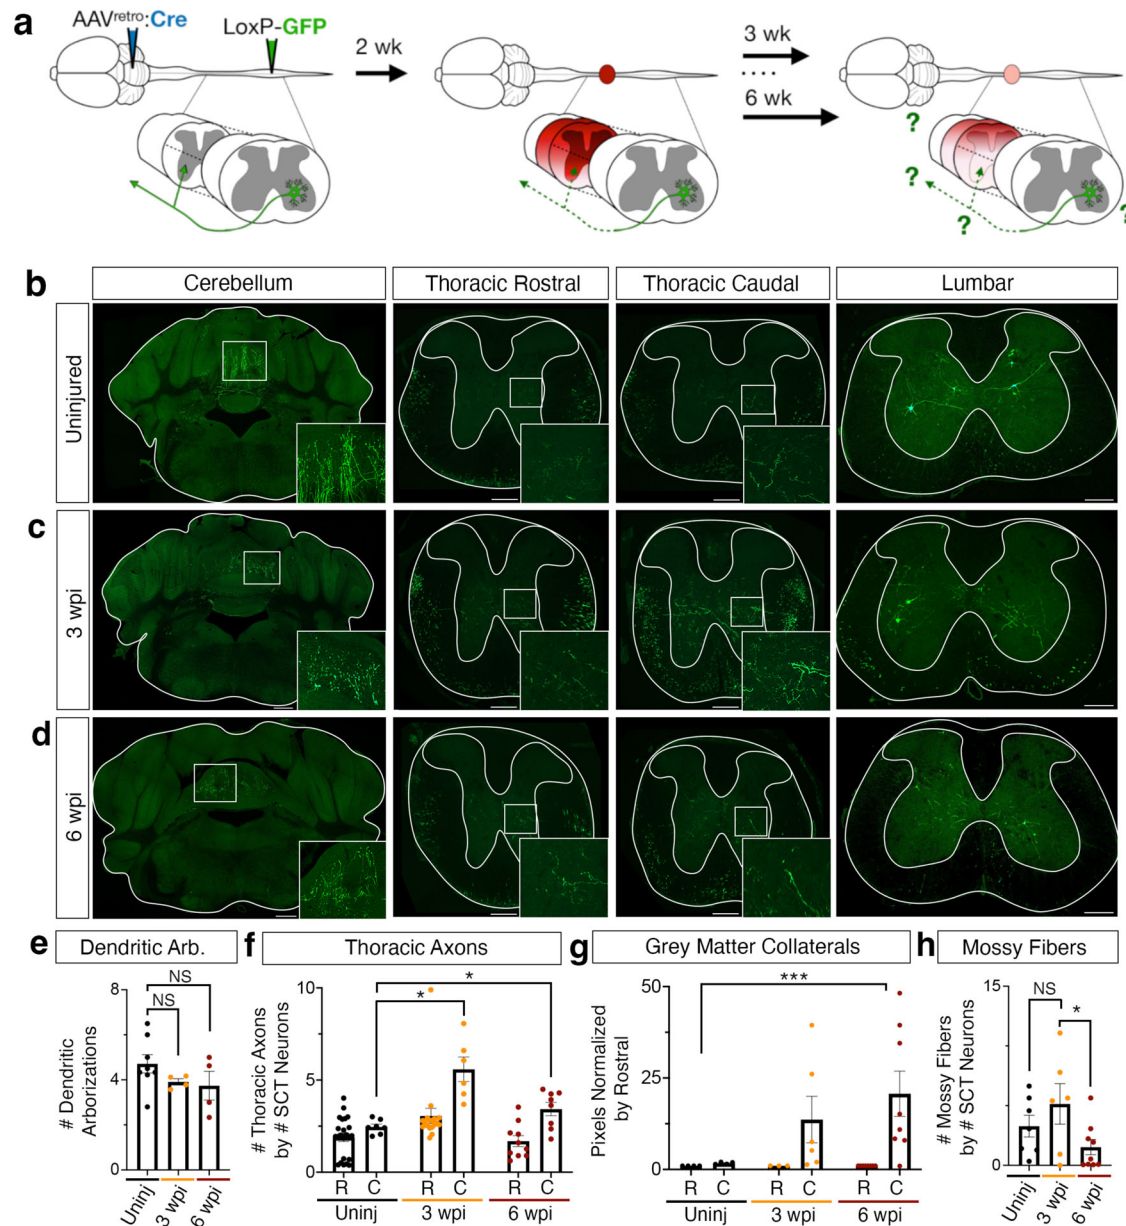 a
AAVretro:Cre
LoxP-GFP
2 wk
3 wk
6 wk
?
?
?
?
b
Cerebellum
Thoracic Rostral
Thoracic Caudal
Lumbar
Uninjured
c
3 wpi
d
6 wpi
e
Dendritic Arb.
# Dendritic
Arborizations
8
4
0
NS
NS
Uninj
3 wpi
6 wpi
f
Thoracic Axons
# Thoracic Axons
by # SCT Neurons
10
5
0
*
*
R C R C R C
Uninj 3 wpi 6 wpi
g
Grey Matter Collaterals
Pixels Normalized
by Rostral
50
25
0
***
R C R C R C
Uninj 3 wpi 6 wpi
h
Mossy Fibers
# Mossy Fibers
by # SCT Neurons
15
0
NS
*
Uninj
3 wpi
6 wpi